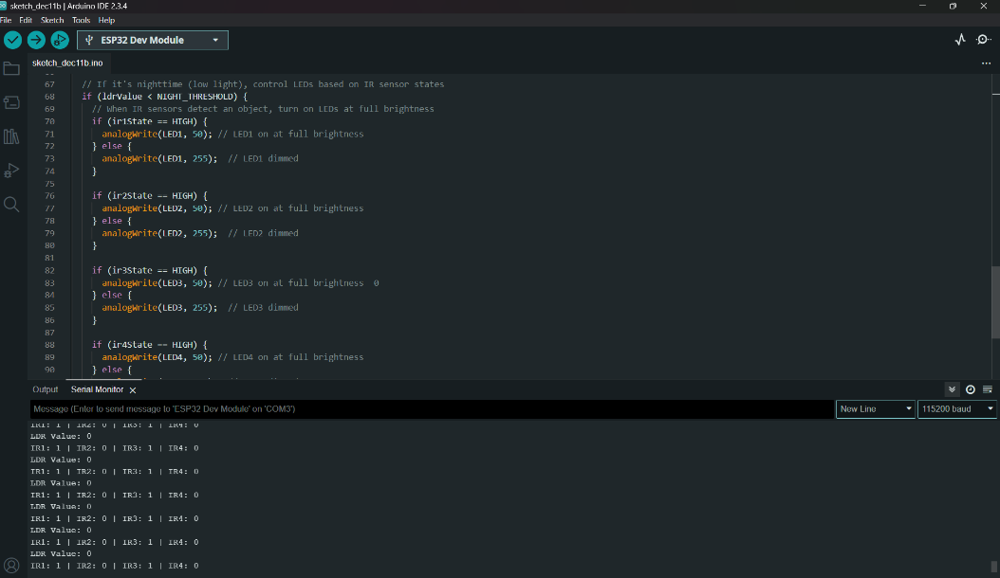 sketch_dec11b | Arduino IDE 2.3.4
File Edit Sketch Tools Help
ESP32 Dev Module
sketch_dec11b.ino
67 // If it's nighttime (low light), control LEDs based on IR sensor states
68 if (ldrValue < NIGHT_THRESHOLD) {
69 // When IR sensors detect an object, turn on LEDs at full brightness
70 if (ir1State == HIGH) {
71 analogWrite(LED1, 50); // LED1 on at full brightness
72 } else {
73 analogWrite(LED1, 255);  // LED1 dimmed
74 }
75
76 if (ir2State == HIGH) {
77 analogWrite(LED2, 50); // LED2 on at full brightness
78 } else {
79 analogWrite(LED2, 255);  // LED2 dimmed
80 }
81
82 if (ir3State == HIGH) {
83 analogWrite(LED3, 50); // LED3 on at full brightness  0
84 } else {
85 analogWrite(LED3, 255);  // LED3 dimmed
86 }
87
88 if (ir4State == HIGH) {
89 analogWrite(LED4, 50); // LED4 on at full brightness
90 } else {
Output Serial Monitor
Message (Enter to send message to 'ESP32 Dev Module' on 'COM3') New Line 115200 baud
IR1: 1 | IR2: 0 | IR3: 1 | IR4: 0
LDR Value: 0
IR1: 1 | IR2: 0 | IR3: 1 | IR4: 0
LDR Value: 0
IR1: 1 | IR2: 0 | IR3: 1 | IR4: 0
LDR Value: 0
IR1: 1 | IR2: 0 | IR3: 1 | IR4: 0
LDR Value: 0
IR1: 1 | IR2: 0 | IR3: 1 | IR4: 0
LDR Value: 0
IR1: 1 | IR2: 0 | IR3: 1 | IR4: 0
LDR Value: 0
IR1: 1 | IR2: 0 | IR3: 1 | IR4: 0